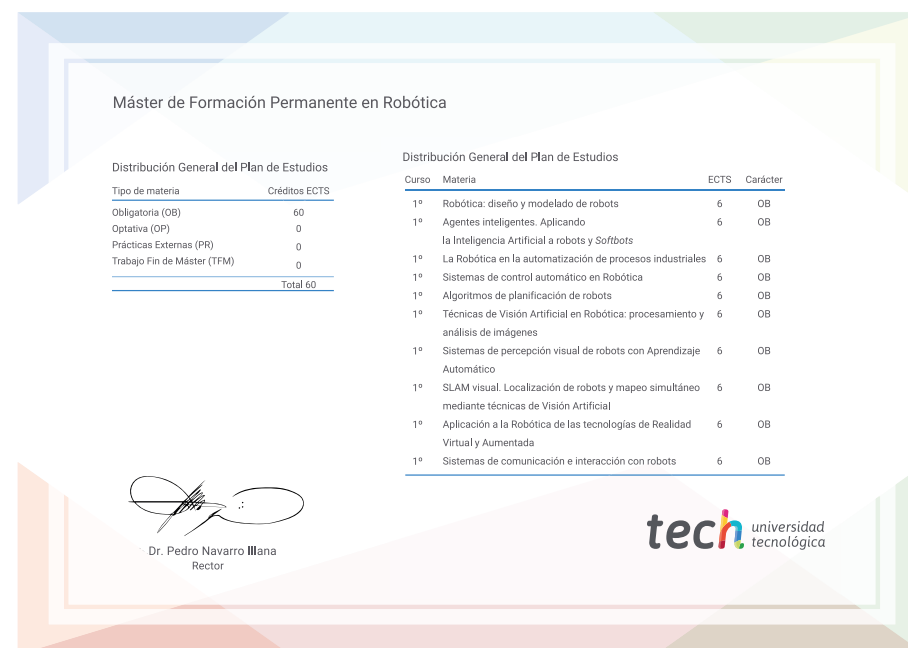 Máster de Formación Permanente en Robótica
Distribución General del Plan de Estudios
Tipo de materia Créditos ECTS
Obligatoria (OB) 60
Optativa (OP) 0
Prácticas Externas (PR) 0
Trabajo Fin de Máster (TFM) 0
Total 60
Distribución General del Plan de Estudios
Curso Materia ECTS Carácter
1º Robótica: diseño y modelado de robots 6 OB
1º Agentes inteligentes. Aplicando 6 OB
la Inteligencia Artificial a robots y Softbots
1º La Robótica en la automatización de procesos industriales 6 OB
1º Sistemas de control automático en Robótica 6 OB
1º Algoritmos de planificación de robots 6 OB
1º Técnicas de Visión Artificial en Robótica: procesamiento y 6 OB
análisis de imágenes
1º Sistemas de percepción visual de robots con Aprendizaje 6 OB
Automático
1º SLAM visual. Localización de robots y mapeo simultáneo 6 OB
mediante técnicas de Visión Artificial
1º Aplicación a la Robótica de las tecnologías de Realidad 6 OB
Virtual y Aumentada
1º Sistemas de comunicación e interacción con robots 6 OB
Dr. Pedro Navarro Illana
Rector
tech universidad
tecnológica